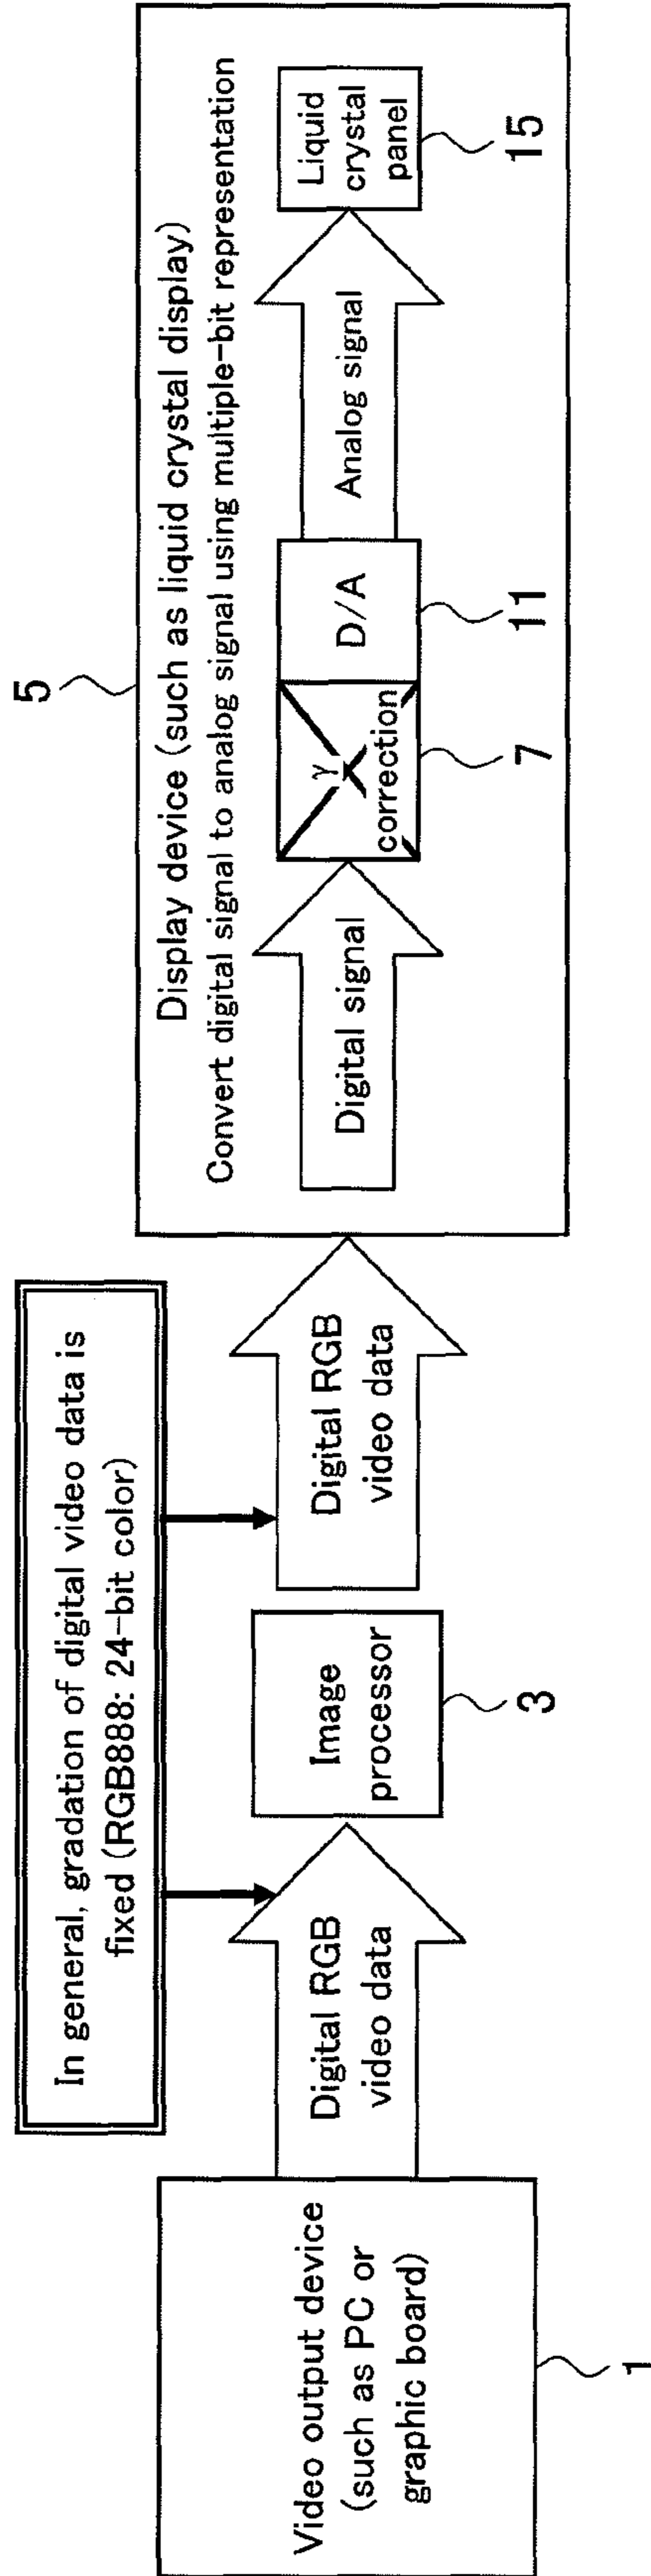 In general, gradation of digital video data is
fixed (RGB888: 24-bit color)
Video output device
(such as PC or
graphic board)
1
Digital RGB
video data
Image
processor
3
Digital RGB
video data
5
Display device (such as liquid crystal display)
Convert digital signal to analog signal using multiple-bit representation
Digital signal
γ
correction
7
D/A
11
Analog signal
Liquid
crystal
panel
15